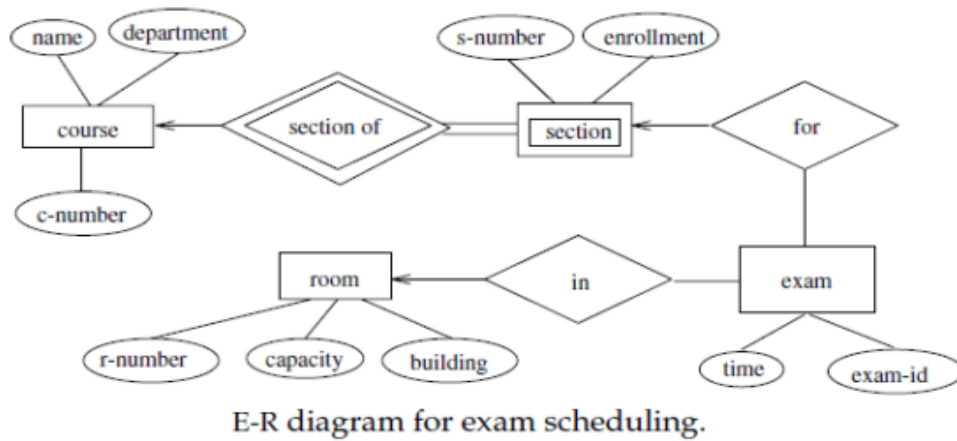 name
department
s-number
enrollment
course
section of
section
for
c-number
room
in
exam
r-number
capacity
building
time
exam-id
E-R diagram for exam scheduling.